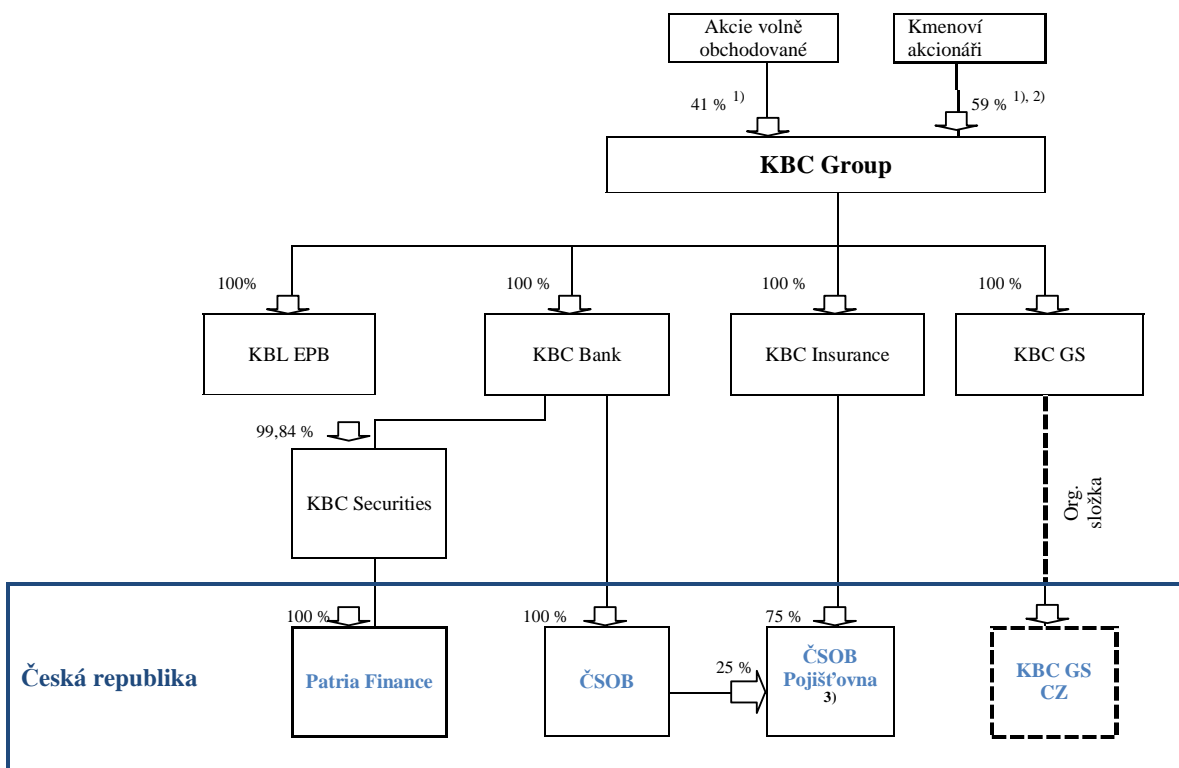 Akcie volně
obchodované
Kmenoví
akcionáři
41 % 1)
59 % 1), 2)
KBC Group
100%
100 %
100 %
100 %
KBL EPB
KBC Bank
KBC Insurance
KBC GS
99,84 %
KBC Securities
Org.
složka
100 %
100 %
75 %
Česká republika
Patria Finance
ČSOB
25 %
ČSOB
Pojišťovna
3)
KBC GS
CZ